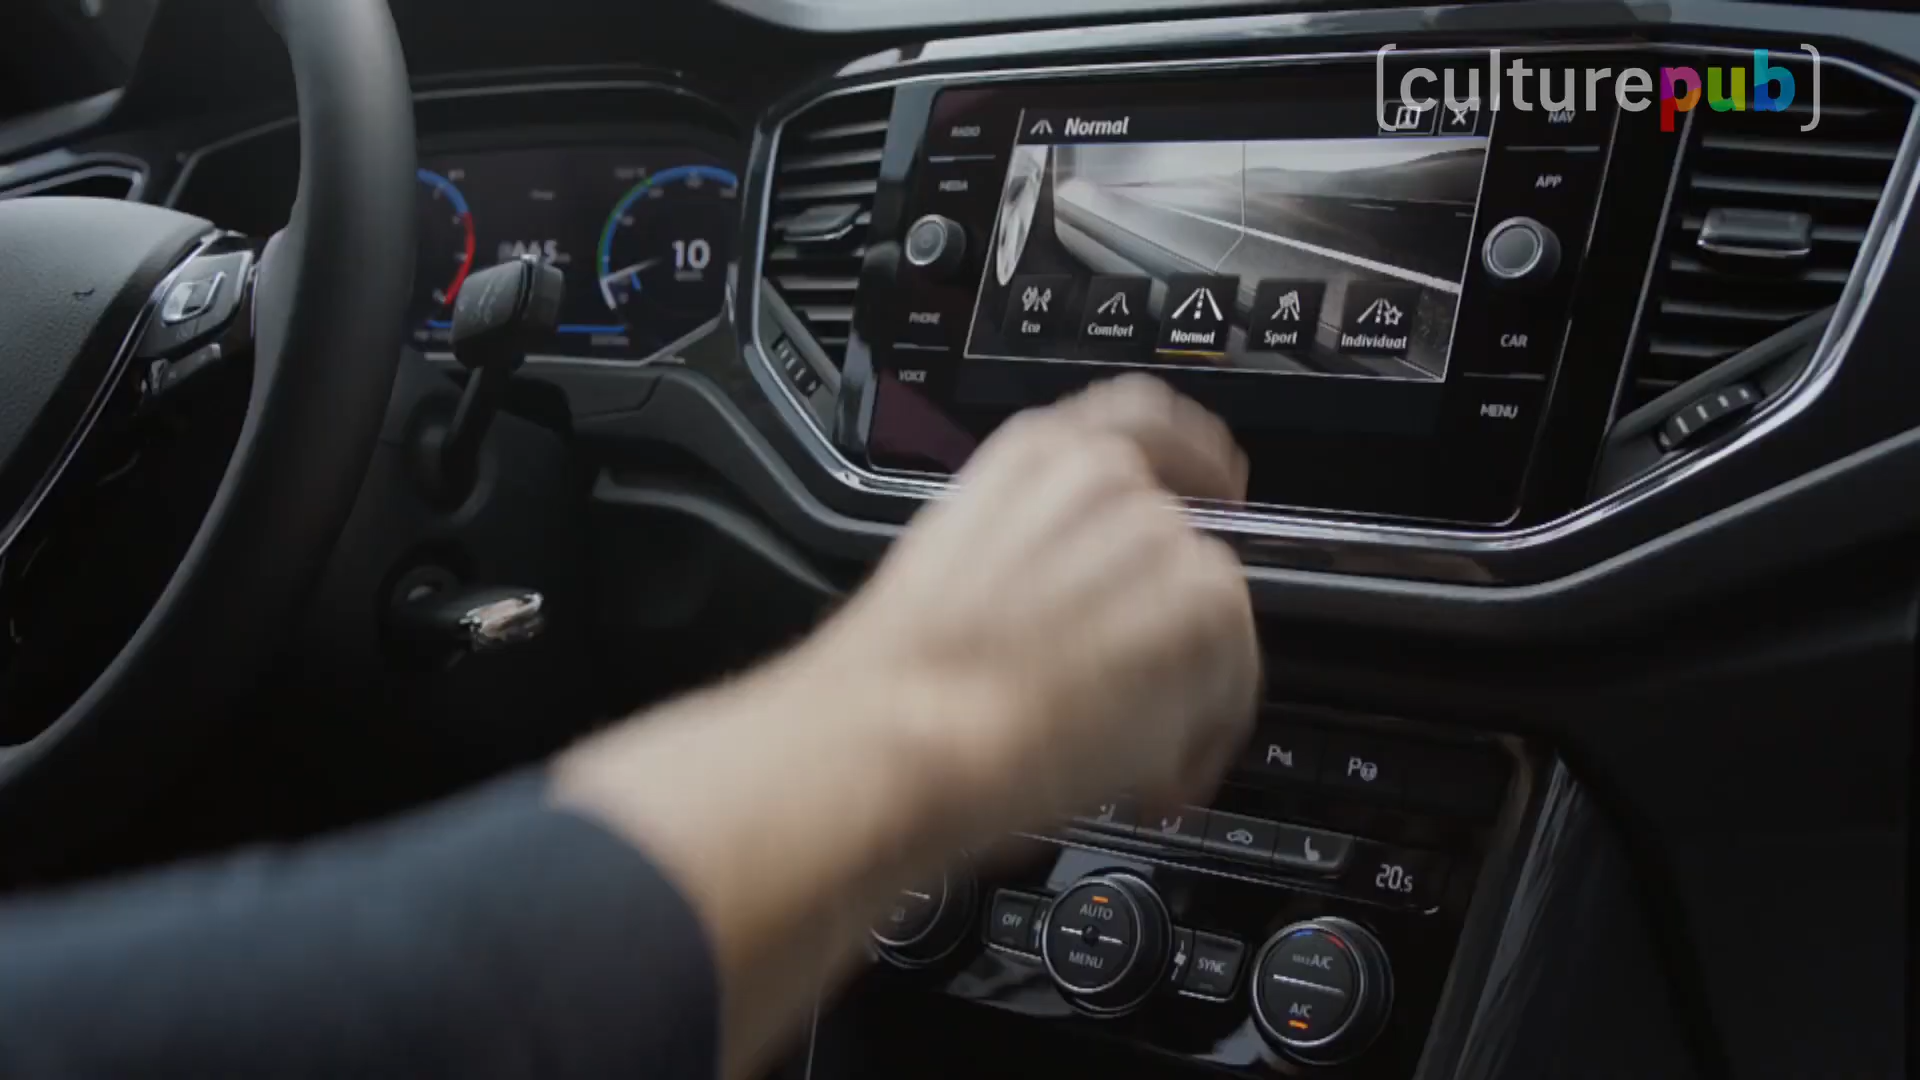 [culturepub]
RADIO
MEDIA
PHONE
VOICE
Normal
Eco
Comfort
Normal
Sport
Individual
NAV
APP
CAR
MENU
10
20.5
OFF
AUTO
MENU
SYNC
A/C
A/C